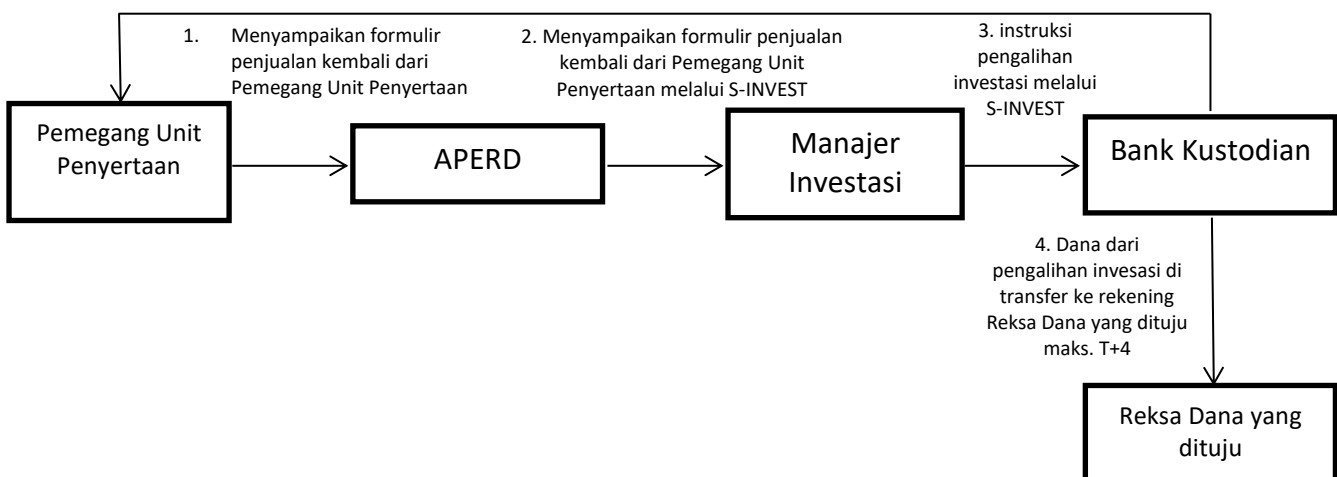 1. Menyampaikan formulir
penjualan kembali dari
Pemegang Unit Penyertaan
2. Menyampaikan formulir penjualan
kembali dari Pemegang Unit
Penyertaan melalui S-INVEST
3. instruksi
pengalihan
investasi melalui
S-INVEST
Pemegang Unit
Penyertaan
APERD
Manajer
Investasi
Bank Kustodian
4. Dana dari
pengalihan invesasi di
transfer ke rekening
Reksa Dana yang dituju
maks. T+4
Reksa Dana yang
dituju